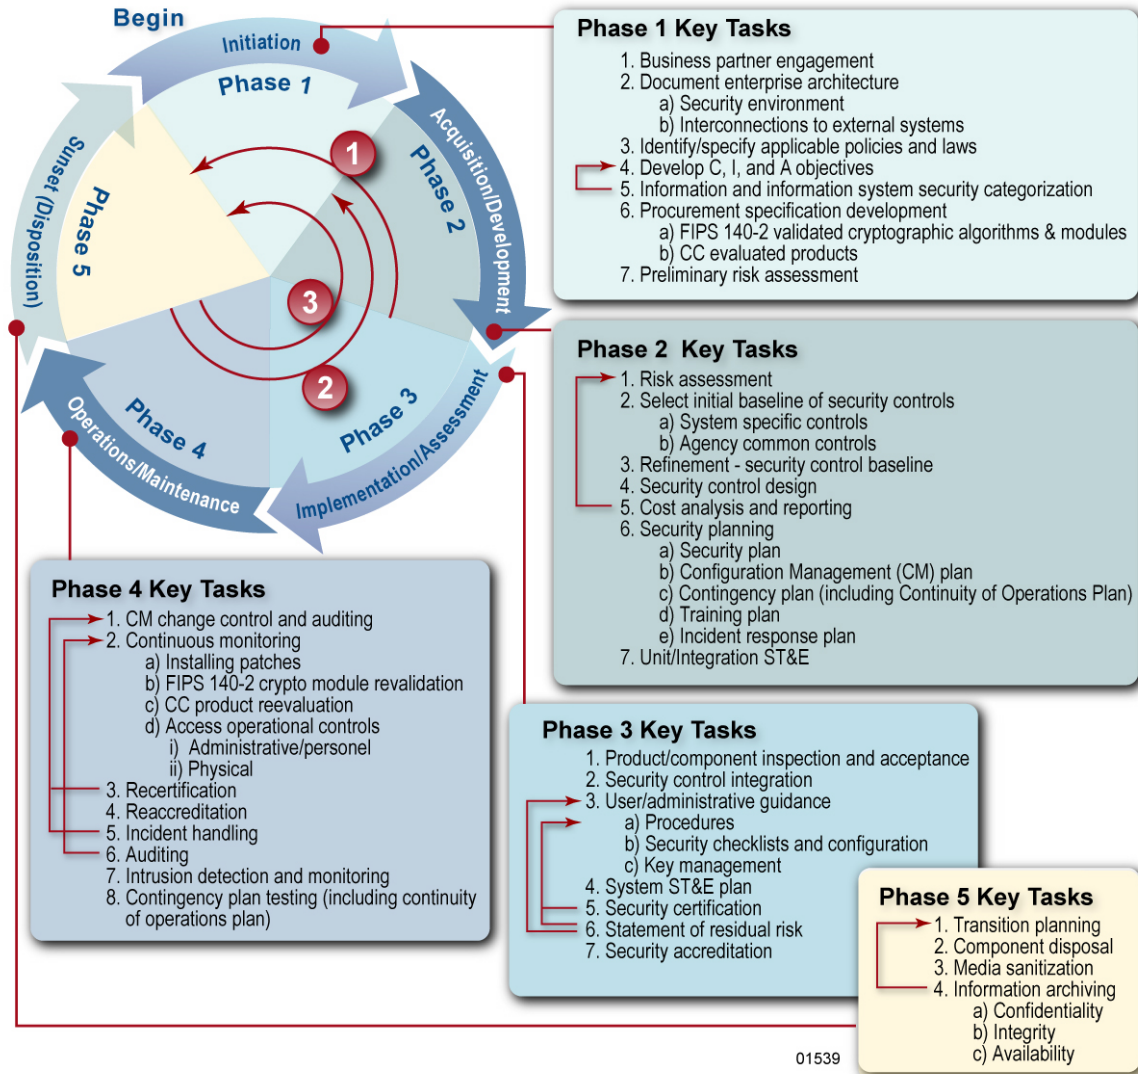 Begin
Initiation
Phase 1
Acquisition/Development
Phase 2
Implementation/Assessment
Phase 3
Operations/Maintenance
Phase 4
Sunset (Disposition)
Phase 5
1
2
3
Phase 1 Key Tasks
1. Business partner engagement
2. Document enterprise architecture
a) Security environment
b) Interconnections to external systems
3. Identify/specify applicable policies and laws
4. Develop C, I, and A objectives
5. Information and information system security categorization
6. Procurement specification development
a) FIPS 140-2 validated cryptographic algorithms & modules
b) CC evaluated products
7. Preliminary risk assessment
Phase 2 Key Tasks
1. Risk assessment
2. Select initial baseline of security controls
a) System specific controls
b) Agency common controls
3. Refinement - security control baseline
4. Security control design
5. Cost analysis and reporting
6. Security planning
a) Security plan
b) Configuration Management (CM) plan
c) Contingency plan (including Continuity of Operations Plan)
d) Training plan
e) Incident response plan
7. Unit/Integration ST&E
Phase 3 Key Tasks
1. Product/component inspection and acceptance
2. Security control integration
3. User/administrative guidance
a) Procedures
b) Security checklists and configuration
c) Key management
4. System ST&E plan
5. Security certification
6. Statement of residual risk
7. Security accreditation
Phase 4 Key Tasks
1. CM change control and auditing
2. Continuous monitoring
a) Installing patches
b) FIPS 140-2 crypto module revalidation
c) CC product reevaluation
d) Access operational controls
i) Administrative/personel
ii) Physical
3. Recertification
4. Reaccreditation
5. Incident handling
6. Auditing
7. Intrusion detection and monitoring
8. Contingency plan testing (including continuity
of operations plan)
Phase 5 Key Tasks
1. Transition planning
2. Component disposal
3. Media sanitization
4. Information archiving
a) Confidentiality
b) Integrity
c) Availability
01539